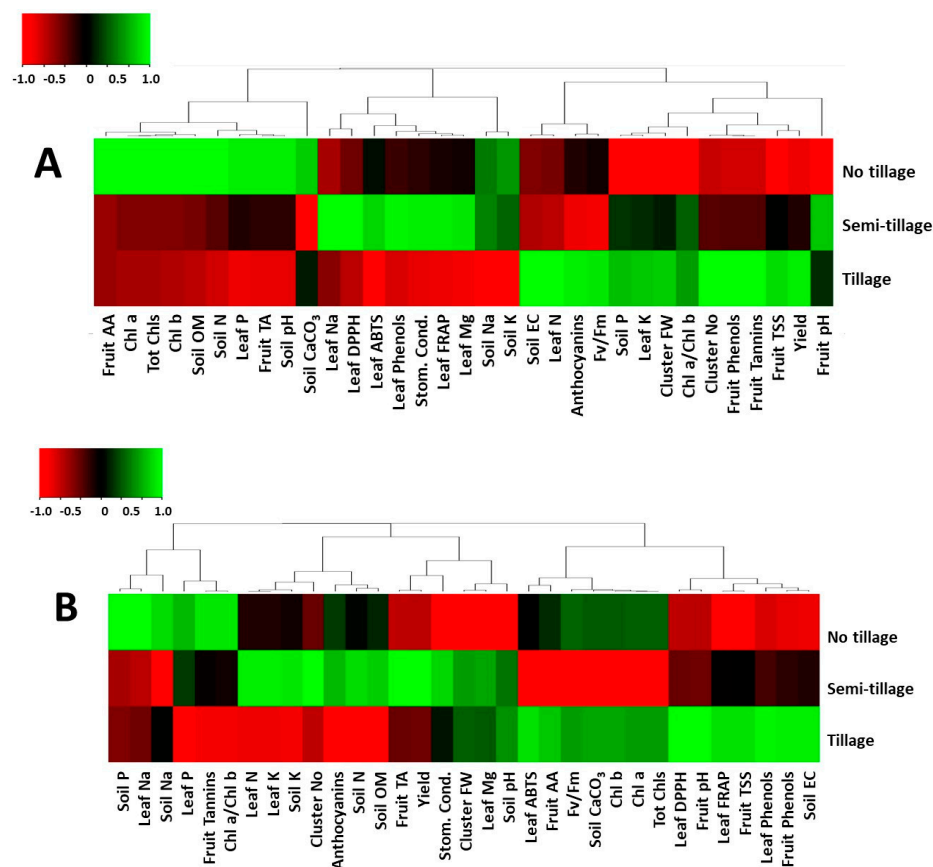 -1.0 -0.5 0 0.5 1.0
A
No tillage
Semi-tillage
Tillage
Fruit AA
Chl a
Tot Chls
Chl b
Soil OM
Soil N
Leaf P
Fruit TA
Soil pH
Soil CaCO₃
Leaf Na
Leaf DPPH
Leaf ABTS
Leaf Phenols
Stom. Cond.
Leaf FRAP
Leaf Mg
Soil Na
Soil K
Soil EC
Leaf N
Anthocyanins
Fv/Fm
Soil P
Leaf K
Cluster FW
Chl a/Chl b
Cluster No
Fruit Phenols
Fruit Tannins
Fruit TSS
Yield
Fruit pH
-1.0 -0.5 0 0.5 1.0
B
No tillage
Semi-tillage
Tillage
Soil P
Leaf Na
Soil Na
Leaf P
Fruit Tannins
Chl a/Chl b
Leaf N
Leaf K
Soil K
Cluster No
Anthocyanins
Soil N
Soil OM
Fruit TA
Yield
Stom. Cond.
Cluster FW
Leaf Mg
Soil pH
Leaf ABTS
Fruit AA
Fv/Fm
Soil CaCO₃
Chl b
Chl a
Tot Chls
Leaf DPPH
Fruit pH
Leaf FRAP
Fruit TSS
Leaf Phenols
Fruit Phenols
Soil EC